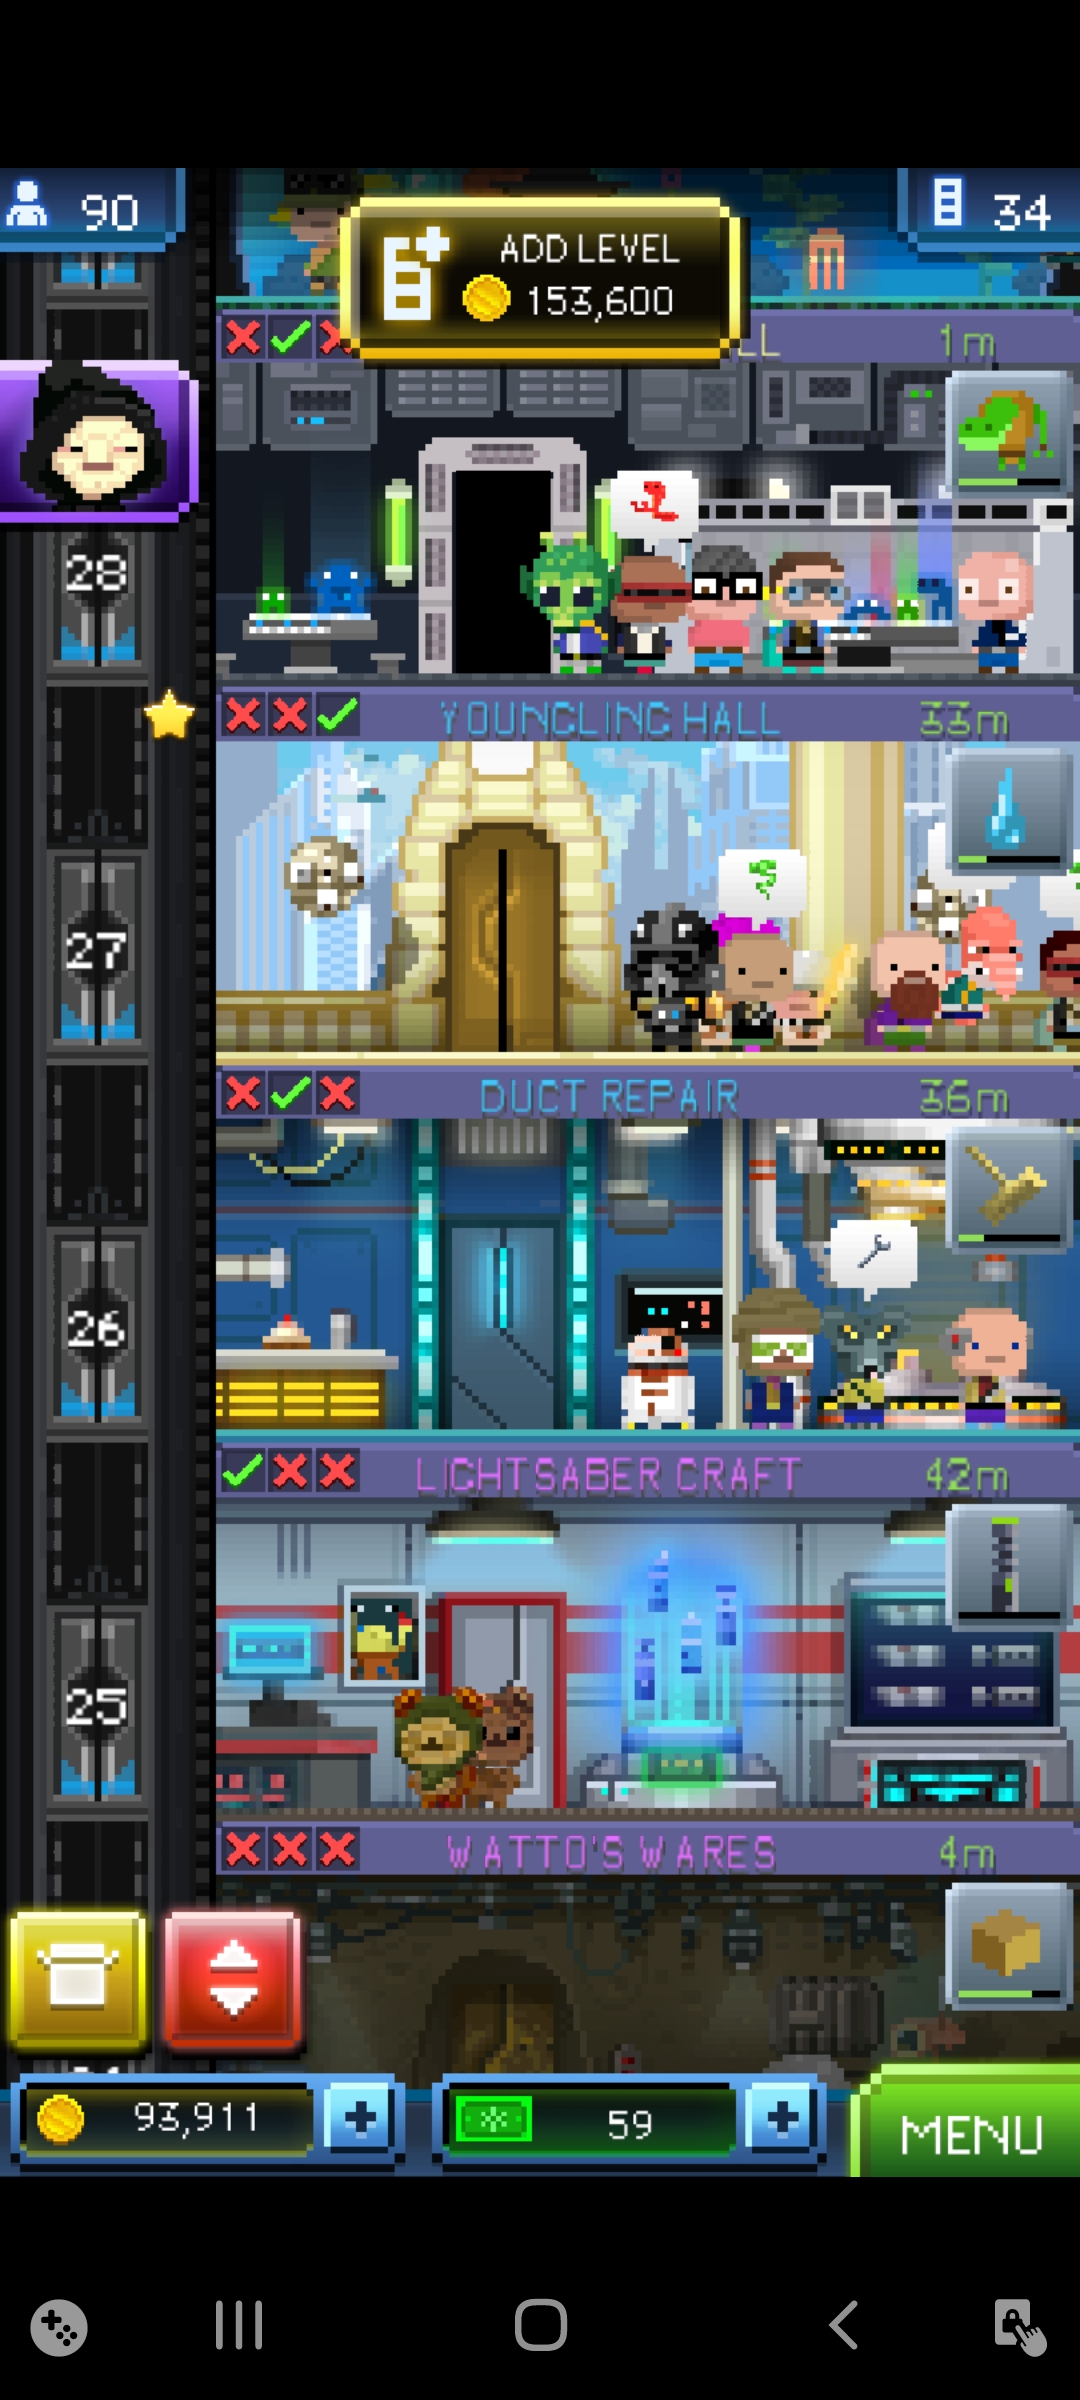 90
34
ADD LEVEL
153,600
LL
1m
28
YOUNGLING HALL
33m
27
DUCT REPAIR
36m
26
LIGHTSABER CRAFT
42m
25
WATTO'S WARES
4m
93,911
59
MENU